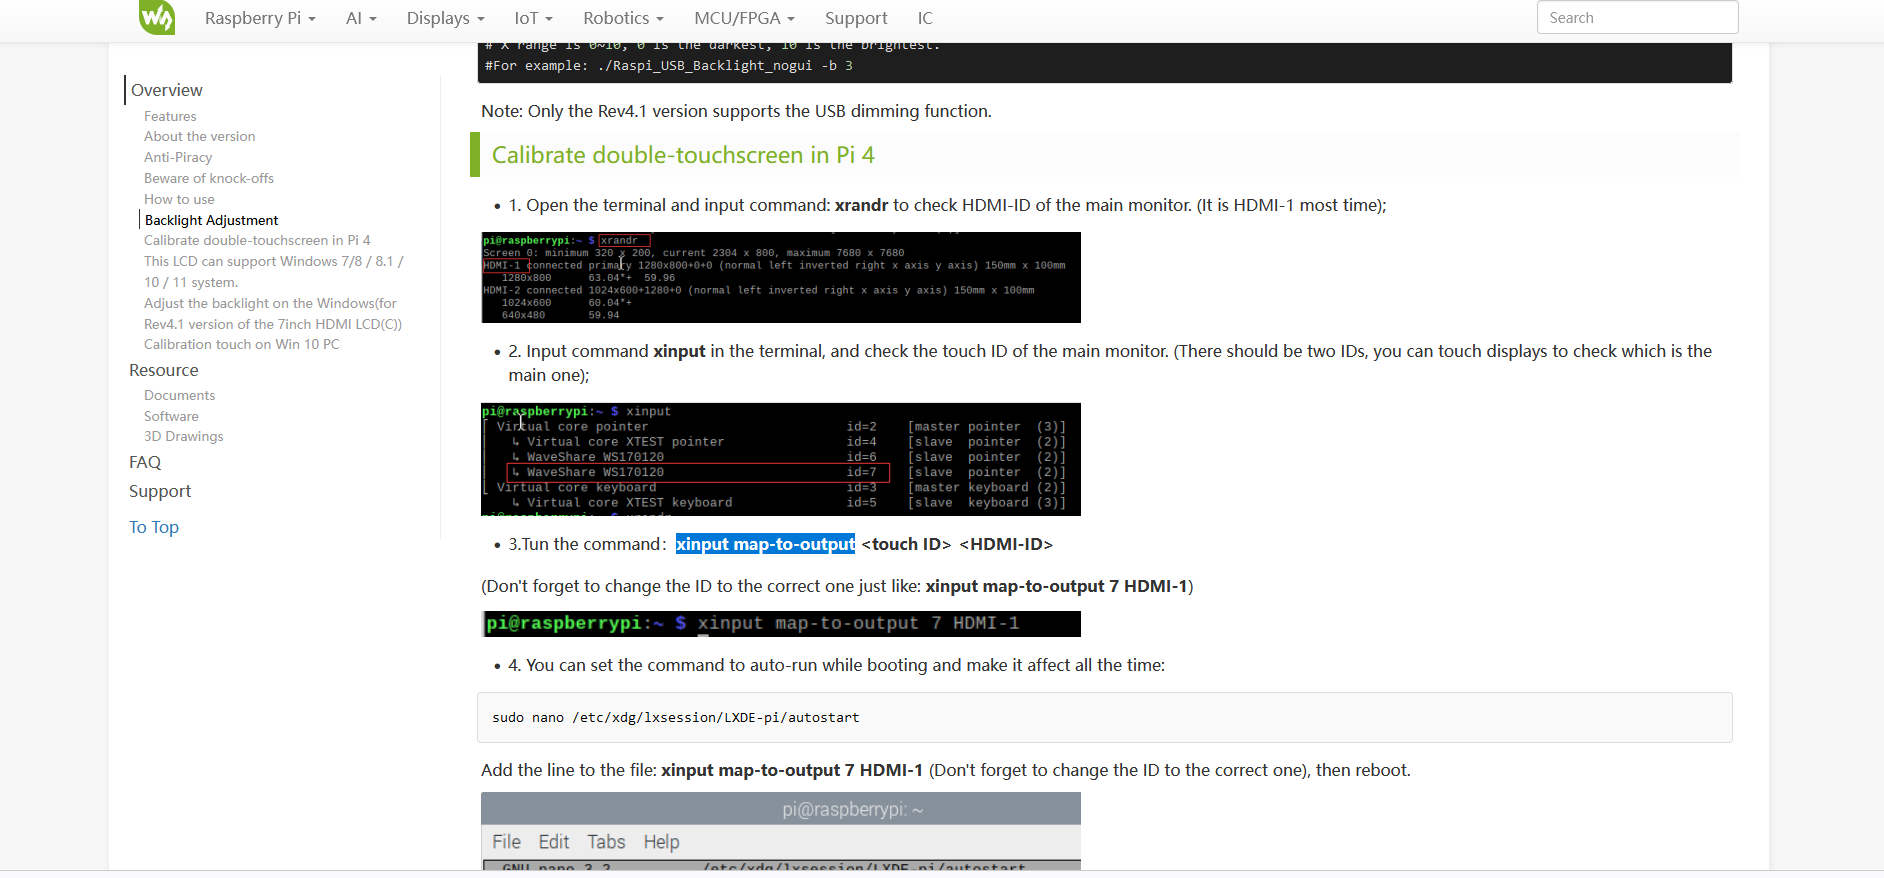 Raspberry Pi AI Displays IoT Robotics MCU/FPGA Support IC Search
# X range is 0~10, 0 is the darkest, 10 is the brightest.
#For example: ./Raspi_USB_Backlight_nogui -b 3
Overview
Features
About the version
Anti-Piracy
Beware of knock-offs
How to use
Backlight Adjustment
Calibrate double-touchscreen in Pi 4
This LCD can support Windows 7/8 / 8.1 /
10 / 11 system.
Adjust the backlight on the Windows(for
Rev4.1 version of the 7inch HDMI LCD(C))
Calibration touch on Win 10 PC
Resource
Documents
Software
3D Drawings
FAQ
Support
To Top
Note: Only the Rev4.1 version supports the USB dimming function.
Calibrate double-touchscreen in Pi 4
• 1. Open the terminal and input command: xrandr to check HDMI-ID of the main monitor. (It is HDMI-1 most time);
pi@raspberrypi:~ $ xrandr
Screen 0: minimum 320 x 200, current 2304 x 800, maximum 7680 x 7680
HDMI-1 connected primary 1280x800+0+0 (normal left inverted right x axis y axis) 150mm x 100mm
1280x800 63.04*+ 59.96
HDMI-2 connected 1024x600+1280+0 (normal left inverted right x axis y axis) 150mm x 100mm
1024x600 60.04*+
640x480 59.94
• 2. Input command xinput in the terminal, and check the touch ID of the main monitor. (There should be two IDs, you can touch displays to check which is the
main one);
pi@raspberrypi:~ $ xinput
⎡ Virtual core pointer id=2 [master pointer (3)]
⎜ ↳ Virtual core XTEST pointer id=4 [slave pointer (2)]
⎜ ↳ WaveShare WS170120 id=6 [slave pointer (2)]
⎜ ↳ WaveShare WS170120 id=7 [slave pointer (2)]
⎣ Virtual core keyboard id=3 [master keyboard (2)]
↳ Virtual core XTEST keyboard id=5 [slave keyboard (3)]
• 3.Tun the command： xinput map-to-output <touch ID> <HDMI-ID>
(Don't forget to change the ID to the correct one just like: xinput map-to-output 7 HDMI-1)
pi@raspberrypi:~ $ xinput map-to-output 7 HDMI-1
• 4. You can set the command to auto-run while booting and make it affect all the time:
sudo nano /etc/xdg/lxsession/LXDE-pi/autostart
Add the line to the file: xinput map-to-output 7 HDMI-1 (Don't forget to change the ID to the correct one), then reboot.
pi@raspberrypi: ~
File Edit Tabs Help
GNU nano 3.2 /etc/xdg/lxsession/LXDE-pi/autostart